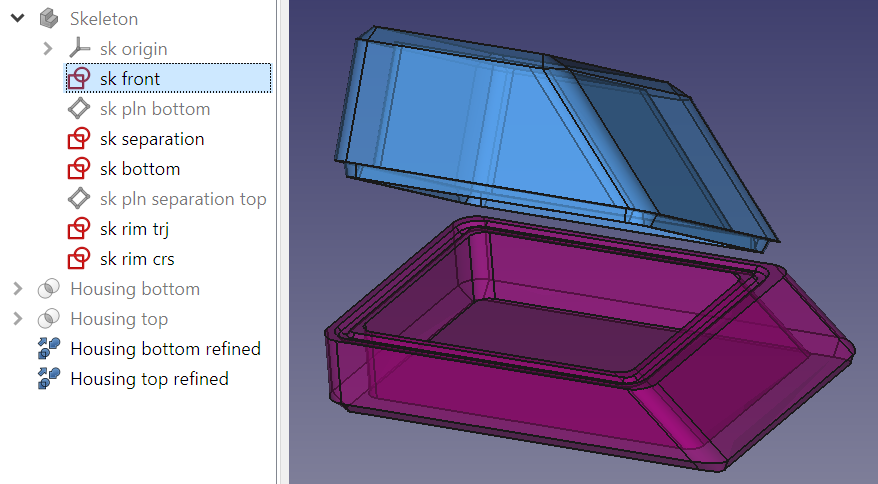 Skeleton
sk origin
sk front
sk pln bottom
sk separation
sk bottom
sk pln separation top
sk rim trj
sk rim crs
Housing bottom
Housing top
Housing bottom refined
Housing top refined